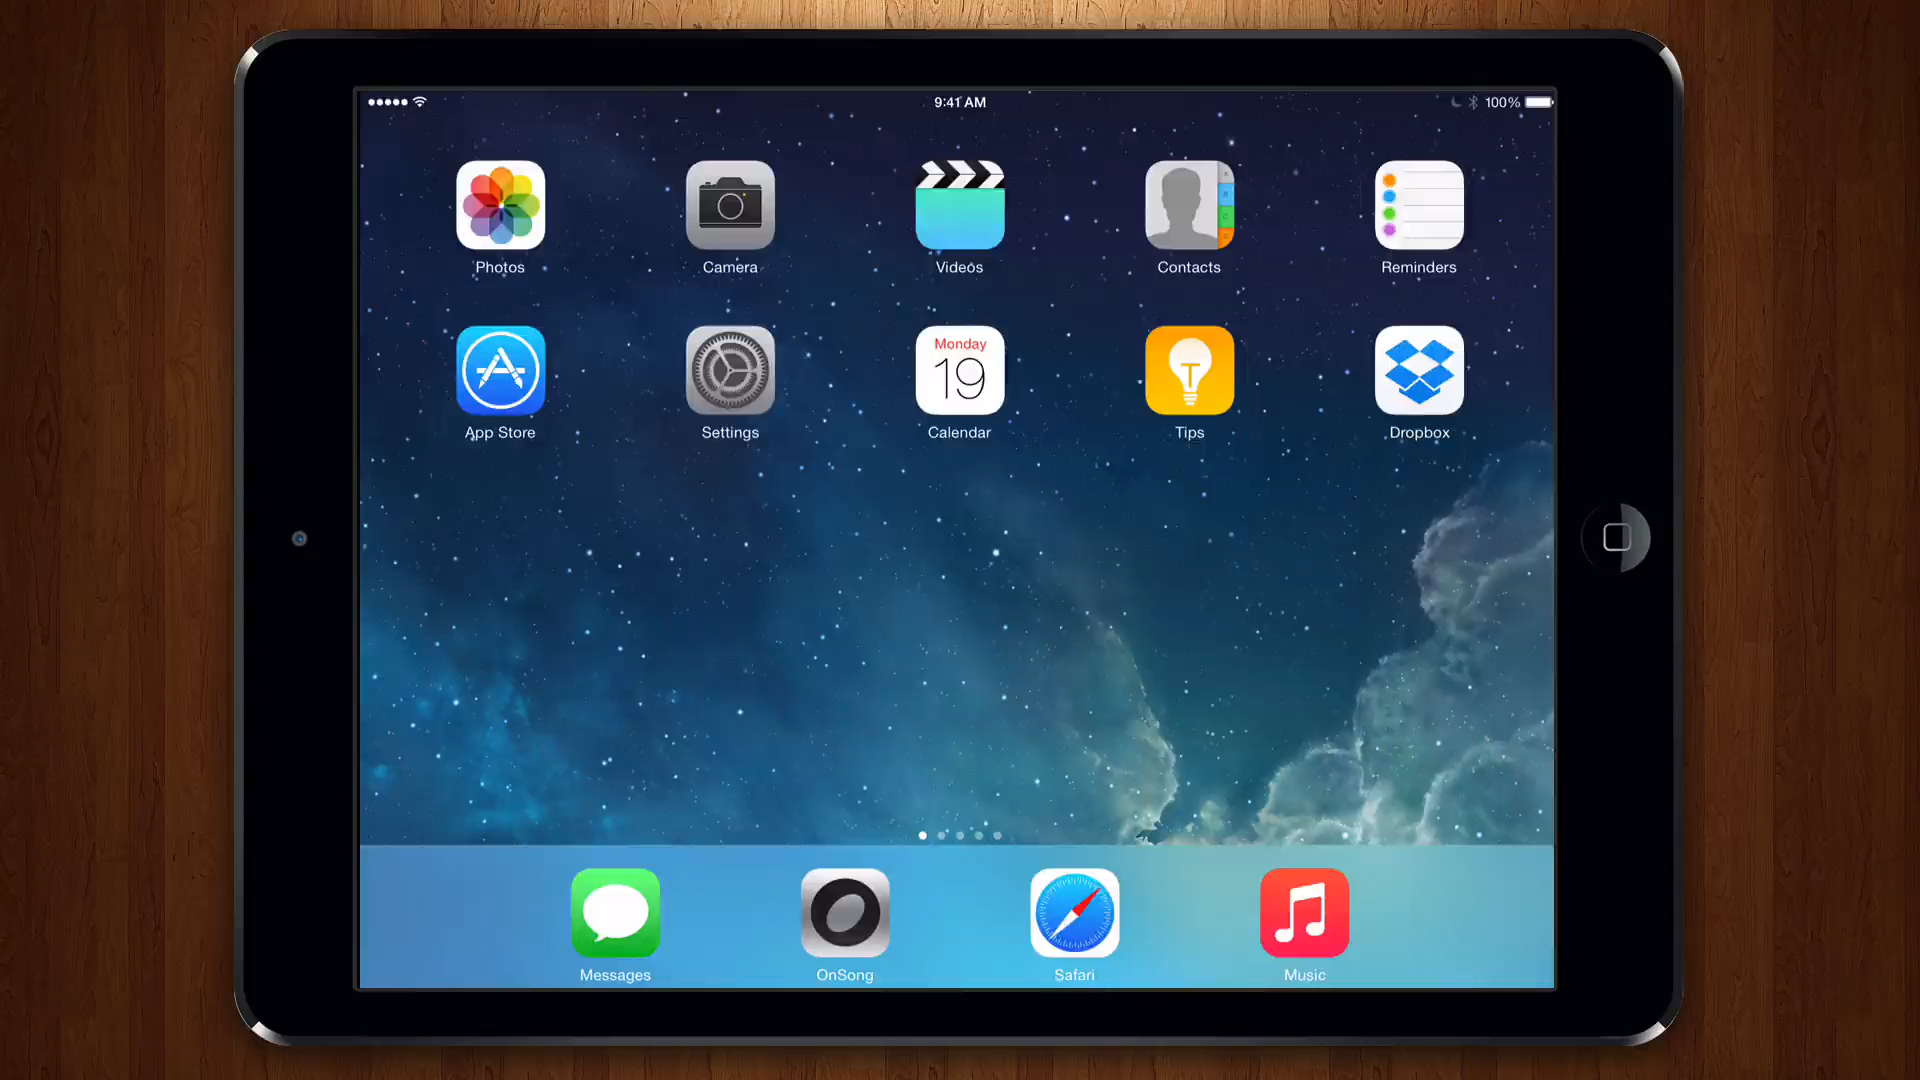 9:41 AM
100%
Photos
Camera
Videos
Contacts
Reminders
App Store
Settings
Monday
19
Calendar
T
Tips
Dropbox
Messages
OnSong
Safari
Music